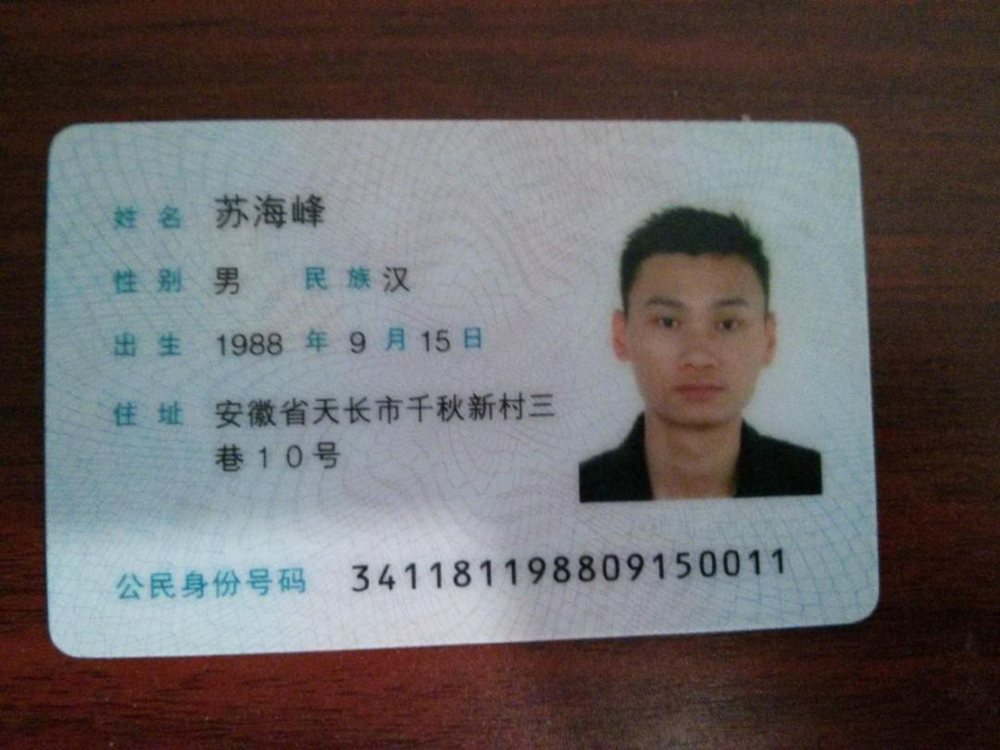 姓名 苏海峰
性别 男 民族 汉
出生 1988 年 9 月 15 日
住址 安徽省天长市千秋新村三
巷10号
公民身份号码 341181198809150011